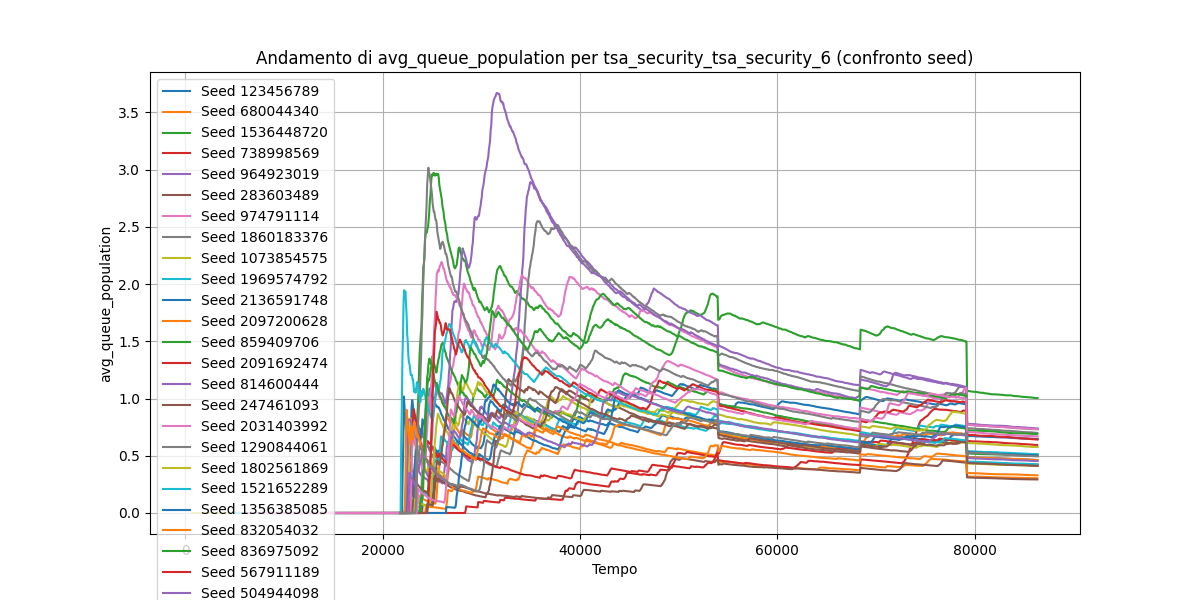 Andamento di avg_queue_population per tsa_security_tsa_security_6 (confronto seed)
avg_queue_population
3.5
3.0
2.5
2.0
1.5
1.0
0.5
0.0
Seed 123456789
Seed 680044340
Seed 1536448720
Seed 738998569
Seed 964923019
Seed 283603489
Seed 974791114
Seed 1860183376
Seed 1073854575
Seed 1969574792
Seed 2136591748
Seed 2097200628
Seed 859409706
Seed 2091692474
Seed 814600444
Seed 247461093
Seed 2031403992
Seed 1290844061
Seed 1802561869
Seed 1521652289
Seed 1356385085
Seed 832054032
Seed 836975092
Seed 567911189
Seed 504944098
0
20000
40000
60000
80000
Tempo